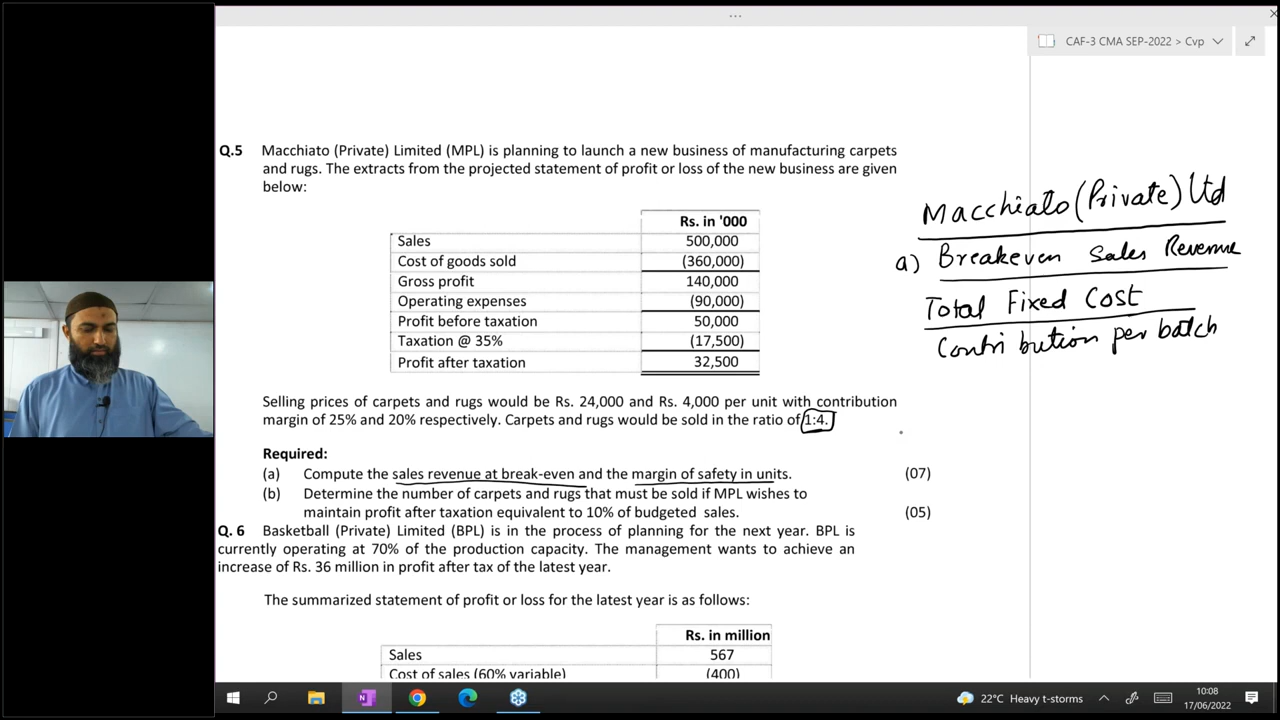 CAF-3 CMA SEP-2022 > Cvp
Q.5 Macchiato (Private) Limited (MPL) is planning to launch a new business of manufacturing carpets
and rugs. The extracts from the projected statement of profit or loss of the new business are given
below:
Rs. in '000
Sales 500,000
Cost of goods sold (360,000)
Gross profit 140,000
Operating expenses (90,000)
Profit before taxation 50,000
Taxation @ 35% (17,500)
Profit after taxation 32,500
Selling prices of carpets and rugs would be Rs. 24,000 and Rs. 4,000 per unit with contribution
margin of 25% and 20% respectively. Carpets and rugs would be sold in the ratio of 1:4.
Required:
(a) Compute the sales revenue at break-even and the margin of safety in units. (07)
(b) Determine the number of carpets and rugs that must be sold if MPL wishes to
maintain profit after taxation equivalent to 10% of budgeted sales. (05)
Q. 6 Basketball (Private) Limited (BPL) is in the process of planning for the next year. BPL is
currently operating at 70% of the production capacity. The management wants to achieve an
increase of Rs. 36 million in profit after tax of the latest year.
The summarized statement of profit or loss for the latest year is as follows:
Rs. in million
Sales 567
Cost of sales (60% variable) (400)
Macchiato (Private) Ltd
a) Breakeven Sales Revenue
Total Fixed Cost
Contribution per batch
22°C Heavy t-storms
10:08
17/06/2022